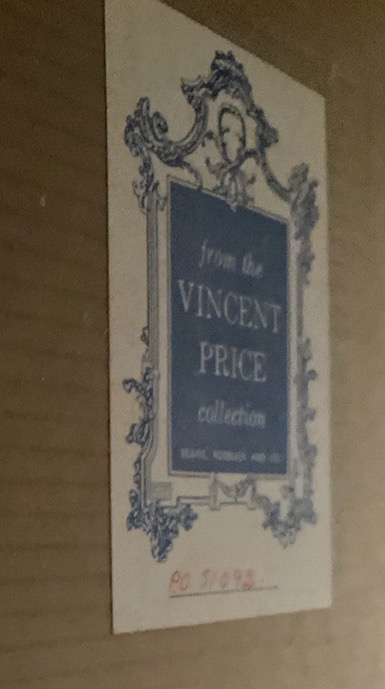 from the
VINCENT
PRICE
collection
SEARS, ROEBUCK AND CO.
PO 51092